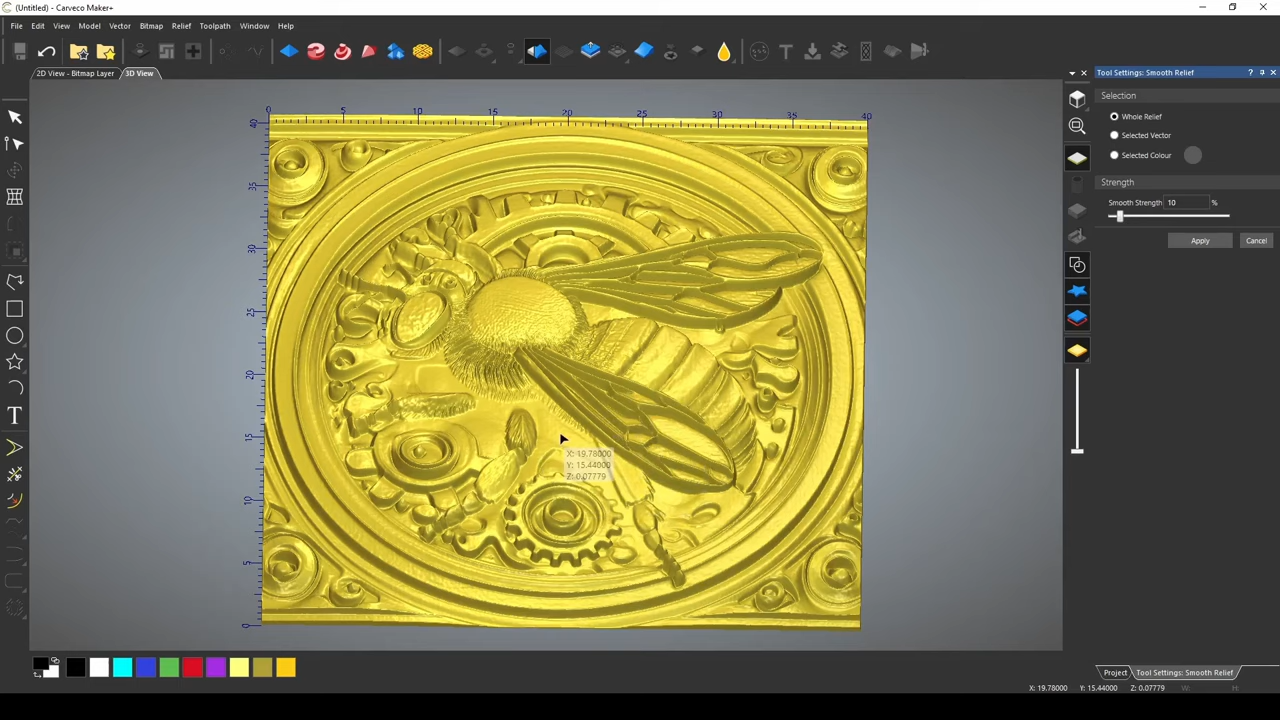 (Untitled) - Carveco Maker+
File Edit View Model Vector Bitmap Relief Toolpath Window Help
2D View - Bitmap Layer 3D View
Tool Settings: Smooth Relief
Selection
Whole Relief
Selected Vector
Selected Colour
Strength
Smooth Strength 10 %
Apply Cancel
0 5 10 15 20 25 30 35 40
40
35
30
25
20
15
10
5
0
X: 19.78000
Y: 15.44000
Z: 0.07779
T
Project Tool Settings: Smooth Relief
X: 19.78000 Y: 15.44000 Z: 0.07779 W: H: